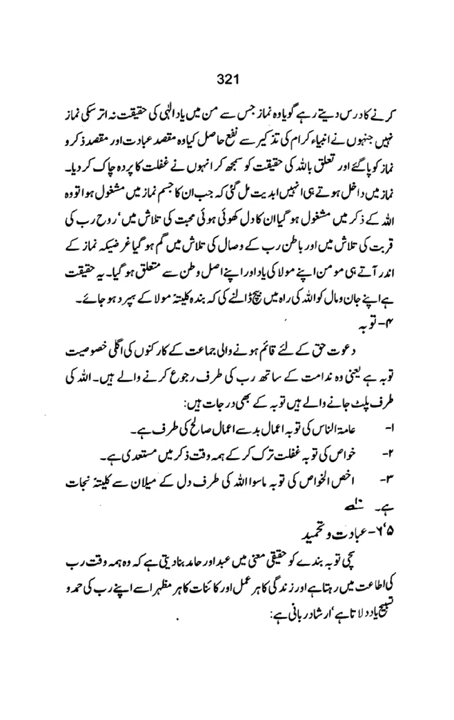 321
کرنے کا درس دیتے رہے گویا وہ نماز جس سے من میں یاد الٰہی کی حقیقت نہ اتر سکی نماز
نہیں جنہوں نے انبیاء کرام کی تذکیر سے نفع حاصل کیا وہ مقصد عبادت اور مقصد ذکر و
نماز کو پا گئے اور تعلق باللہ کی حقیقت کو سمجھ کر انہوں نے غفلت کا پردہ چاک کر دیا۔
نماز میں داخل ہوتے ہی انہیں ابدیت مل گئی کہ جب ان کا جسم نماز میں مشغول ہوا تو وہ
اللہ کے ذکر میں مشغول ہو گیا ان کا دل کھوئی ہوئی محبت کی تلاش میں' روح رب کی
قربت کی تلاش میں اور باطن رب کے وصال کی تلاش میں گم ہو گیا غرضیکہ نماز کے
اندر آتے ہی مومن اپنے مولا کی یاد اور اپنے اصل وطن سے متعلق ہو گیا۔ یہ حقیقت
ہے اپنے جان و مال کو اللہ کی راہ میں بیچ ڈالنے کی کہ بندہ کلیتہً مولا کے سپرد ہو جائے۔
۴- توبہ
دعوت حق کے لئے قائم ہونے والی جماعت کے کارکنوں کی اگلی خصوصیت
توبہ ہے یعنی وہ ندامت کے ساتھ رب کی طرف رجوع کرنے والے ہیں۔ اللہ کی
طرف پلٹ جانے والے ہیں توبہ کے بھی درجات ہیں:
۱- عامۃ الناس کی توبہ اعمال بد سے اعمال صالح کی طرف ہے۔
۲- خواص کی توبہ غفلت ترک کر کے ہمہ وقت ذکر میں مستعدی ہے۔
۳- اخص الخواص کی توبہ ماسوا اللہ کی طرف دل کے میلان سے کلیتہً نجات
ہے۔
۵'۶- عبادت و تحمید
سچی توبہ بندے کو حقیقی معنی میں عبد اور حامد بنا دیتی ہے کہ وہ ہمہ وقت رب
کی اطاعت میں رہتا ہے اور زندگی کا ہر عمل اور کائنات کا ہر مظہر اسے اپنے رب کی حمد و
تسبیح یاد دلاتا ہے' ارشاد ربانی ہے: